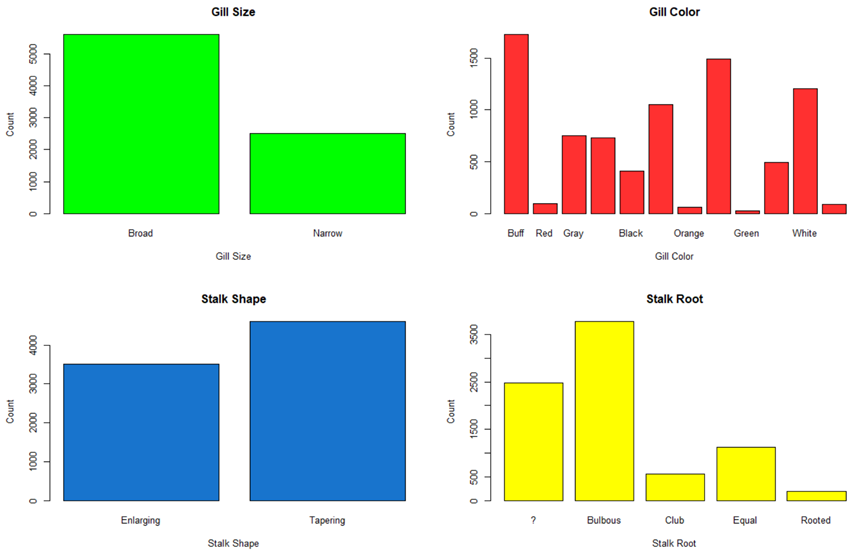 Gill Size
Count
0
1000
2000
3000
4000
5000
Broad Narrow
Gill Size
Gill Color
Count
0
500
1000
1500
Buff Red Gray Black Orange Green White
Gill Color
Stalk Shape
Count
0
1000
2000
3000
4000
Enlarging Tapering
Stalk Shape
Stalk Root
Count
0
500
1500
2500
3500
? Bulbous Club Equal Rooted
Stalk Root